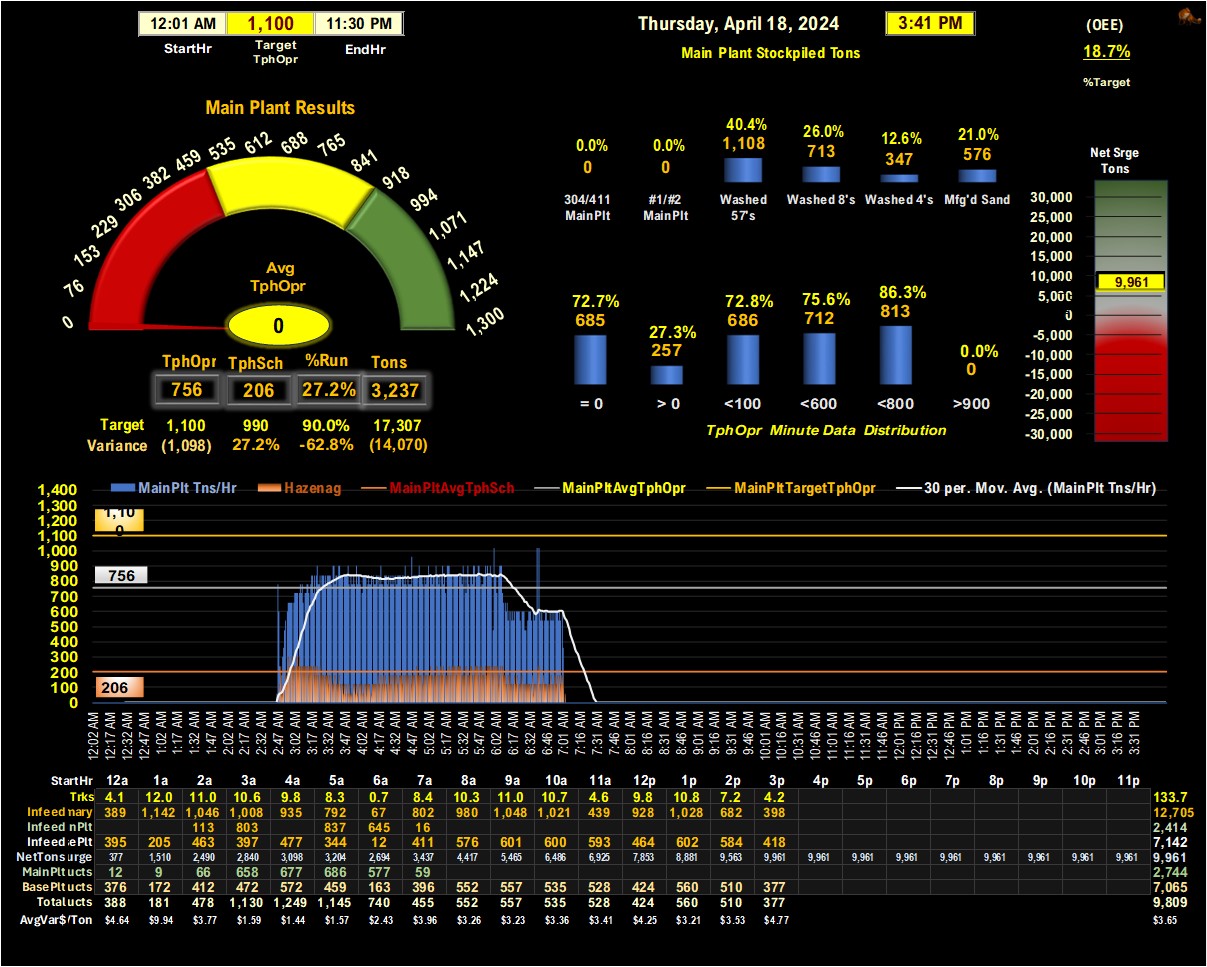 12:01 AM 1,100 11:30 PM
StartHr Target TphOpr EndHr
Thursday, April 18, 2024 3:41 PM
Main Plant Stockpiled Tons
(OEE)
18.7%
%Target
Main Plant Results
0 76 153 229 306 382 459 535 612 688 765 841 918 994 1,071 1,147 1,224 1,300
Avg
TphOpr
0
TphOpr TphSch %Run Tons
756 206 27.2% 3,237
Target 1,100 990 90.0% 17,307
Variance (1,098) 27.2% -62.8% (14,070)
0.0% 0.0% 40.4% 26.0% 12.6% 21.0%
0 0 1,108 713 347 576
304/411 #1/#2 Washed Washed 8's Washed 4's Mfg'd Sand
MainPlt MainPlt 57's
72.7% 27.3% 72.8% 75.6% 86.3% 0.0%
685 257 686 712 813 0
= 0 > 0 <100 <600 <800 >900
TphOpr Minute Data Distribution
Net Srge
Tons
30,000
25,000
20,000
15,000
10,000
9,961
5,000
0
-5,000
-10,000
-15,000
-20,000
-25,000
-30,000
MainPlt Tns/Hr Hazenag MainPltAvgTphSch MainPltAvgTphOpr MainPltTargetTphOpr 30 per. Mov. Avg. (MainPlt Tns/Hr)
1,400
1,300
1,200
1,100
1,100
1,000
900
800
756
700
600
500
400
300
200
206
100
0
12:02 AM 12:17 AM 12:32 AM 12:47 AM 1:02 AM 1:17 AM 1:32 AM 1:47 AM 2:02 AM 2:17 AM 2:32 AM 2:47 AM 3:02 AM 3:17 AM 3:32 AM 3:47 AM 4:02 AM 4:17 AM 4:32 AM 4:47 AM 5:02 AM 5:17 AM 5:32 AM 5:47 AM 6:02 AM 6:17 AM 6:32 AM 6:46 AM 7:01 AM 7:16 AM 7:31 AM 7:46 AM 8:01 AM 8:16 AM 8:31 AM 8:46 AM 9:01 AM 9:16 AM 9:31 AM 9:46 AM 10:01 AM 10:16 AM 10:31 AM 10:46 AM 11:01 AM 11:16 AM 11:31 AM 11:46 AM 12:01 PM 12:16 PM 12:31 PM 12:46 PM 1:01 PM 1:16 PM 1:31 PM 1:46 PM 2:01 PM 2:16 PM 2:31 PM 2:46 PM 3:01 PM 3:16 PM 3:31 PM
StartHr 12a 1a 2a 3a 4a 5a 6a 7a 8a 9a 10a 11a 12p 1p 2p 3p 4p 5p 6p 7p 8p 9p 10p 11p
Trks 4.1 12.0 11.0 10.6 9.8 8.3 0.7 8.4 10.3 11.0 10.7 4.6 9.8 10.8 7.2 4.2 133.7
Infeed mary 389 1,142 1,046 1,008 935 792 67 802 980 1,048 1,021 439 928 1,028 682 398 12,705
Infeed nPlt 113 803 837 645 16 2,414
Infeed ePlt 395 205 463 397 477 344 12 411 576 601 600 593 464 602 584 418 7,142
NetTons urge 377 1,510 2,490 2,840 3,098 3,204 2,694 3,437 4,417 5,465 6,486 6,925 7,853 8,881 9,563 9,961 9,961 9,961 9,961 9,961 9,961 9,961 9,961 9,961 9,961
MainPlt ucts 12 9 66 658 677 686 577 59 2,744
BasePlt ucts 376 172 412 472 572 459 163 396 552 557 535 528 424 560 510 377 7,065
Total ucts 388 181 478 1,130 1,249 1,145 740 455 552 557 535 528 424 560 510 377 9,809
AvgVar$/Ton $4.64 $9.94 $3.77 $1.59 $1.44 $1.57 $2.43 $3.96 $3.26 $3.23 $3.36 $3.41 $4.25 $3.21 $3.53 $4.77 $3.65